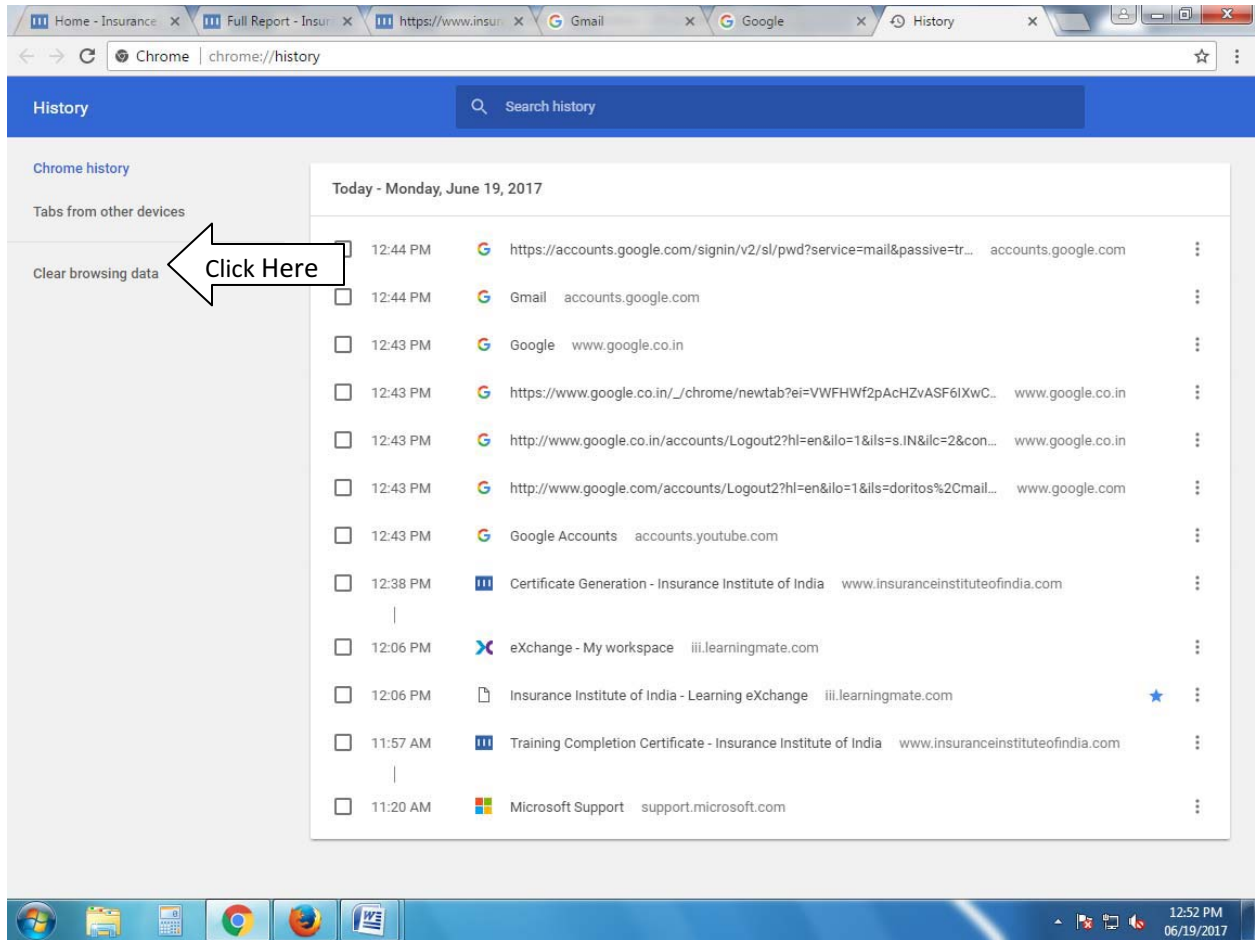 Home - Insurance
Full Report - Insur
https://www.insur
Gmail
Google
History
Chrome | chrome://history
History
Search history
Chrome history
Tabs from other devices
Clear browsing data
Click Here
Today - Monday, June 19, 2017
12:44 PM https://accounts.google.com/signin/v2/sl/pwd?service=mail&passive=tr... accounts.google.com
12:44 PM Gmail accounts.google.com
12:43 PM Google www.google.co.in
12:43 PM https://www.google.co.in/_/chrome/newtab?ei=VWFHWf2pAcHZvASF6IXwC.. www.google.co.in
12:43 PM http://www.google.co.in/accounts/Logout2?hl=en&ilo=1&ils=s.IN&ilc=2&con... www.google.co.in
12:43 PM http://www.google.com/accounts/Logout2?hl=en&ilo=1&ils=doritos%2Cmail... www.google.com
12:43 PM Google Accounts accounts.youtube.com
12:38 PM Certificate Generation - Insurance Institute of India www.insuranceinstituteofindia.com
12:06 PM eXchange - My workspace iii.learningmate.com
12:06 PM Insurance Institute of India - Learning eXchange iii.learningmate.com
11:57 AM Training Completion Certificate - Insurance Institute of India www.insuranceinstituteofindia.com
11:20 AM Microsoft Support support.microsoft.com
12:52 PM
06/19/2017